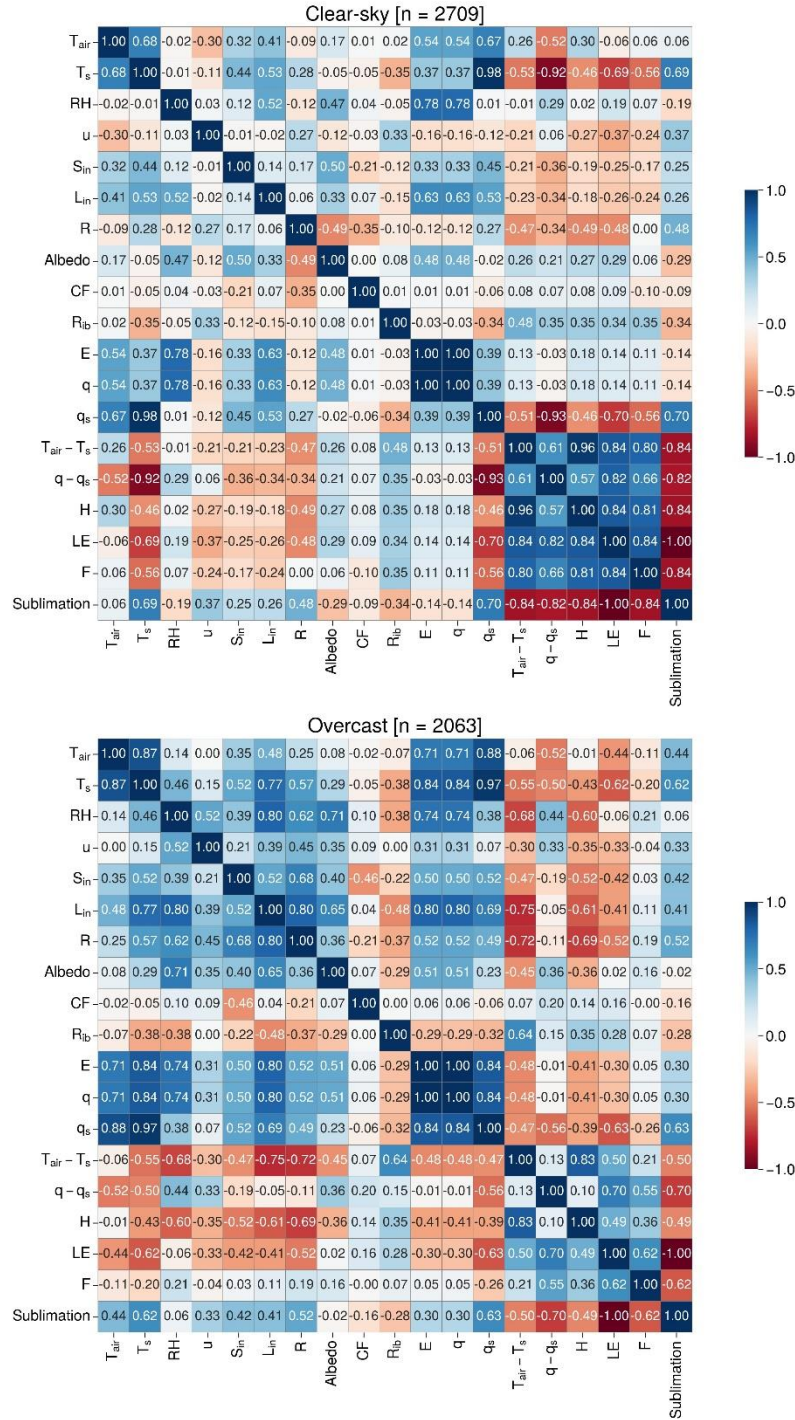 Clear-sky [n = 2709]
T_air 1.00 0.68 -0.02 -0.30 0.32 0.41 -0.09 0.17 0.01 0.02 0.54 0.54 0.67 0.26 -0.52 0.30 -0.06 0.06 0.06
T_s 0.68 1.00 -0.01 -0.11 0.44 0.53 0.28 -0.05 -0.05 -0.35 0.37 0.37 0.98 -0.53 -0.92 -0.46 -0.69 -0.56 0.69
RH -0.02 -0.01 1.00 0.03 0.12 0.52 -0.12 0.47 0.04 -0.05 0.78 0.78 0.01 -0.01 0.29 0.02 0.19 0.07 -0.19
u -0.30 -0.11 0.03 1.00 -0.01 -0.02 0.27 -0.12 -0.03 0.33 -0.16 -0.16 -0.12 -0.21 0.06 -0.27 -0.37 -0.24 0.37
S_in 0.32 0.44 0.12 -0.01 1.00 0.14 0.17 0.50 -0.21 -0.12 0.33 0.33 0.45 -0.21 -0.36 -0.19 -0.25 -0.17 0.25
L_in 0.41 0.53 0.52 -0.02 0.14 1.00 0.06 0.33 0.07 -0.15 0.63 0.63 0.53 -0.23 -0.34 -0.18 -0.26 -0.24 0.26
R -0.09 0.28 -0.12 0.27 0.17 0.06 1.00 -0.49 -0.35 -0.10 -0.12 -0.12 0.27 -0.47 -0.34 -0.49 -0.48 0.00 0.48
Albedo 0.17 -0.05 0.47 -0.12 0.50 0.33 -0.49 1.00 0.00 0.08 0.48 0.48 -0.02 0.26 0.21 0.27 0.29 0.06 -0.29
CF 0.01 -0.05 0.04 -0.03 -0.21 0.07 -0.35 0.00 1.00 0.01 0.01 0.01 -0.06 0.08 0.07 0.08 0.09 -0.10 -0.09
R_ib 0.02 -0.35 -0.05 0.33 -0.12 -0.15 -0.10 0.08 0.01 1.00 -0.03 -0.03 -0.34 0.48 0.35 0.35 0.34 0.35 -0.34
E 0.54 0.37 0.78 -0.16 0.33 0.63 -0.12 0.48 0.01 -0.03 1.00 1.00 0.39 0.13 -0.03 0.18 0.14 0.11 -0.14
q 0.54 0.37 0.78 -0.16 0.33 0.63 -0.12 0.48 0.01 -0.03 1.00 1.00 0.39 0.13 -0.03 0.18 0.14 0.11 -0.14
q_s 0.67 0.98 0.01 -0.12 0.45 0.53 0.27 -0.02 -0.06 -0.34 0.39 0.39 1.00 -0.51 -0.93 -0.46 -0.70 -0.56 0.70
T_air – T_s 0.26 -0.53 -0.01 -0.21 -0.21 -0.23 -0.47 0.26 0.08 0.48 0.13 0.13 -0.51 1.00 0.61 0.96 0.84 0.80 -0.84
q – q_s -0.52 -0.92 0.29 0.06 -0.36 -0.34 -0.34 0.21 0.07 0.35 -0.03 -0.03 -0.93 0.61 1.00 0.57 0.82 0.66 -0.82
H 0.30 -0.46 0.02 -0.27 -0.19 -0.18 -0.49 0.27 0.08 0.35 0.18 0.18 -0.46 0.96 0.57 1.00 0.84 0.81 -0.84
LE -0.06 -0.69 0.19 -0.37 -0.25 -0.26 -0.48 0.29 0.09 0.34 0.14 0.14 -0.70 0.84 0.82 0.84 1.00 0.84 -1.00
F 0.06 -0.56 0.07 -0.24 -0.17 -0.24 0.00 0.06 -0.10 0.35 0.11 0.11 -0.56 0.80 0.66 0.81 0.84 1.00 -0.84
Sublimation 0.06 0.69 -0.19 0.37 0.25 0.26 0.48 -0.29 -0.09 -0.34 -0.14 -0.14 0.70 -0.84 -0.82 -0.84 -1.00 -0.84 1.00
T_air T_s RH u S_in L_in R Albedo CF R_ib E q q_s T_air – T_s q – q_s H LE F Sublimation
1.0
0.5
0.0
−0.5
−1.0
Overcast [n = 2063]
T_air 1.00 0.87 0.14 0.00 0.35 0.48 0.25 0.08 -0.02 -0.07 0.71 0.71 0.88 -0.06 -0.52 -0.01 -0.44 -0.11 0.44
T_s 0.87 1.00 0.46 0.15 0.52 0.77 0.57 0.29 -0.05 -0.38 0.84 0.84 0.97 -0.55 -0.50 -0.43 -0.62 -0.20 0.62
RH 0.14 0.46 1.00 0.52 0.39 0.80 0.62 0.71 0.10 -0.38 0.74 0.74 0.38 -0.68 0.44 -0.60 -0.06 0.21 0.06
u 0.00 0.15 0.52 1.00 0.21 0.39 0.45 0.35 0.09 0.00 0.31 0.31 0.07 -0.30 0.33 -0.35 -0.33 -0.04 0.33
S_in 0.35 0.52 0.39 0.21 1.00 0.52 0.68 0.40 -0.46 -0.22 0.50 0.50 0.52 -0.47 -0.19 -0.52 -0.42 0.03 0.42
L_in 0.48 0.77 0.80 0.39 0.52 1.00 0.80 0.65 0.04 -0.48 0.80 0.80 0.69 -0.75 -0.05 -0.61 -0.41 0.11 0.41
R 0.25 0.57 0.62 0.45 0.68 0.80 1.00 0.36 -0.21 -0.37 0.52 0.52 0.49 -0.72 -0.11 -0.69 -0.52 0.19 0.52
Albedo 0.08 0.29 0.71 0.35 0.40 0.65 0.36 1.00 0.07 -0.29 0.51 0.51 0.23 -0.45 0.36 -0.36 0.02 0.16 -0.02
CF -0.02 -0.05 0.10 0.09 -0.46 0.04 -0.21 0.07 1.00 0.00 0.06 0.06 -0.06 0.07 0.20 0.14 0.16 -0.00 -0.16
R_ib -0.07 -0.38 -0.38 0.00 -0.22 -0.48 -0.37 -0.29 0.00 1.00 -0.29 -0.29 -0.32 0.64 0.15 0.35 0.28 0.07 -0.28
E 0.71 0.84 0.74 0.31 0.50 0.80 0.52 0.51 0.06 -0.29 1.00 1.00 0.84 -0.48 -0.01 -0.41 -0.30 0.05 0.30
q 0.71 0.84 0.74 0.31 0.50 0.80 0.52 0.51 0.06 -0.29 1.00 1.00 0.84 -0.48 -0.01 -0.41 -0.30 0.05 0.30
q_s 0.88 0.97 0.38 0.07 0.52 0.69 0.49 0.23 -0.06 -0.32 0.84 0.84 1.00 -0.47 -0.56 -0.39 -0.63 -0.26 0.63
T_air – T_s -0.06 -0.55 -0.68 -0.30 -0.47 -0.75 -0.72 -0.45 0.07 0.64 -0.48 -0.48 -0.47 1.00 0.13 0.83 0.50 0.21 -0.50
q – q_s -0.52 -0.50 0.44 0.33 -0.19 -0.05 -0.11 0.36 0.20 0.15 -0.01 -0.01 -0.56 0.13 1.00 0.10 0.70 0.55 -0.70
H -0.01 -0.43 -0.60 -0.35 -0.52 -0.61 -0.69 -0.36 0.14 0.35 -0.41 -0.41 -0.39 0.83 0.10 1.00 0.49 0.36 -0.49
LE -0.44 -0.62 -0.06 -0.33 -0.42 -0.41 -0.52 0.02 0.16 0.28 -0.30 -0.30 -0.63 0.50 0.70 0.49 1.00 0.62 -1.00
F -0.11 -0.20 0.21 -0.04 0.03 0.11 0.19 0.16 -0.00 0.07 0.05 0.05 -0.26 0.21 0.55 0.36 0.62 1.00 -0.62
Sublimation 0.44 0.62 0.06 0.33 0.42 0.41 0.52 -0.02 -0.16 -0.28 0.30 0.30 0.63 -0.50 -0.70 -0.49 -1.00 -0.62 1.00
T_air T_s RH u S_in L_in R Albedo CF R_ib E q q_s T_air – T_s q – q_s H LE F Sublimation
1.0
0.5
0.0
−0.5
−1.0